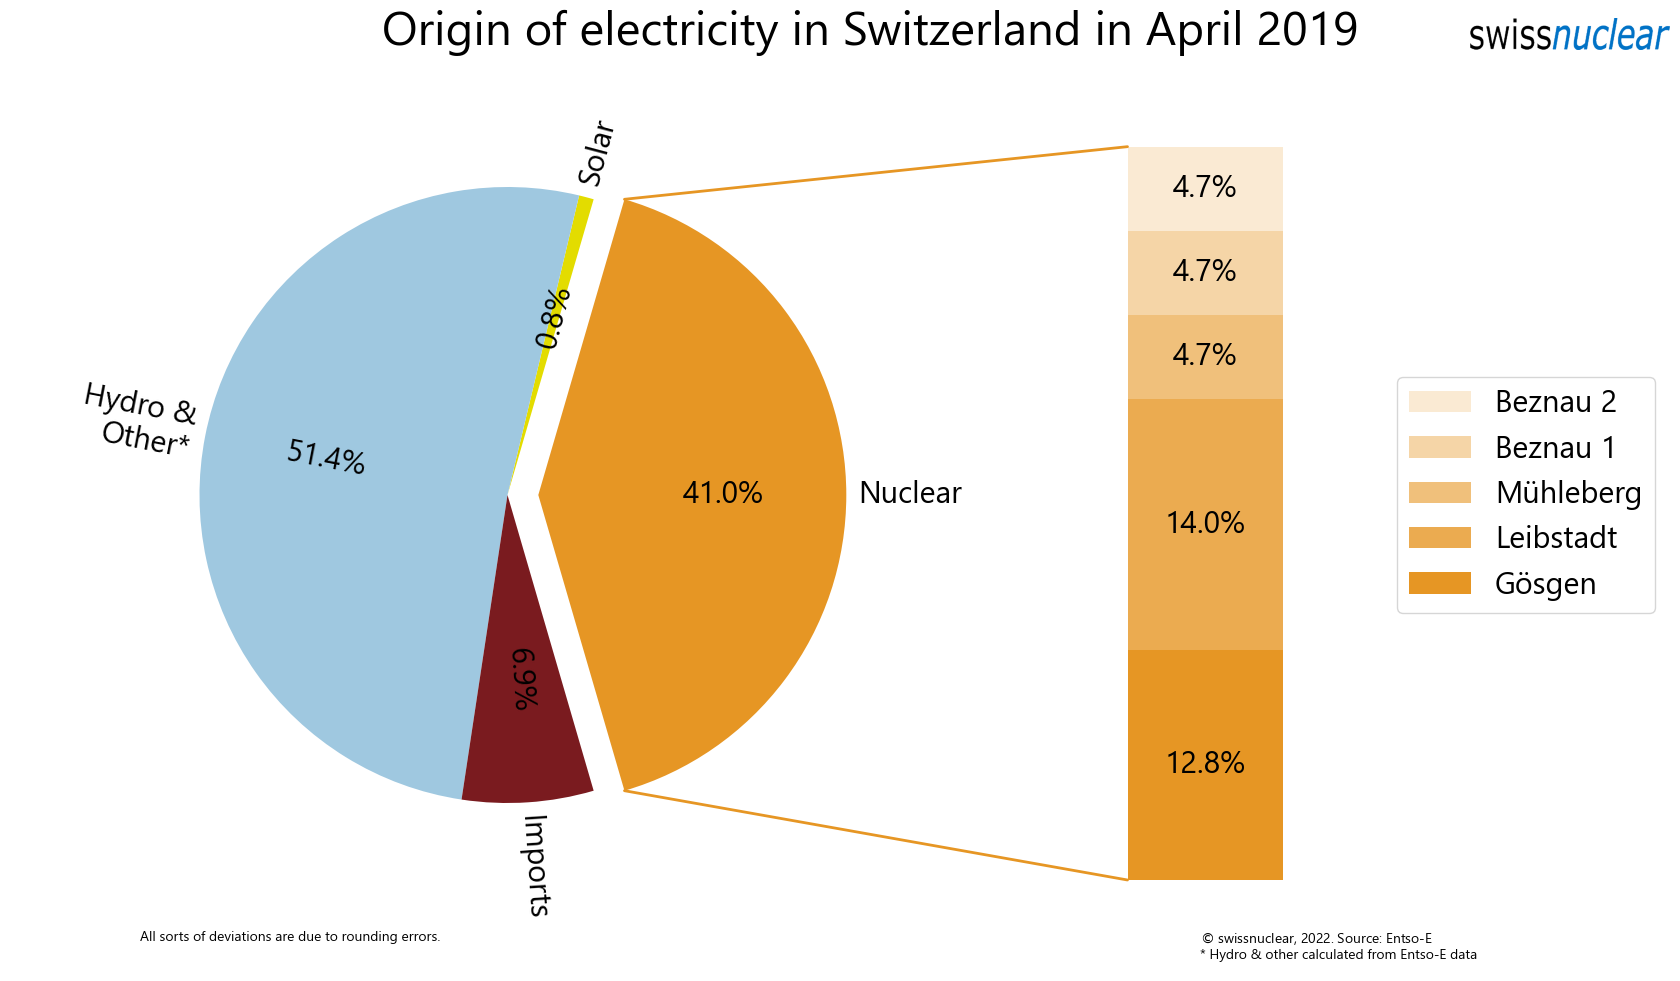 Origin of electricity in Switzerland in April 2019
swissnuclear
Solar
0.8%
Hydro &
Other*
51.4%
41.0%
Nuclear
6.9%
Imports
4.7%
4.7%
4.7%
14.0%
12.8%
Beznau 2
Beznau 1
Mühleberg
Leibstadt
Gösgen
All sorts of deviations are due to rounding errors.
© swissnuclear, 2022. Source: Entso-E
* Hydro & other calculated from Entso-E data